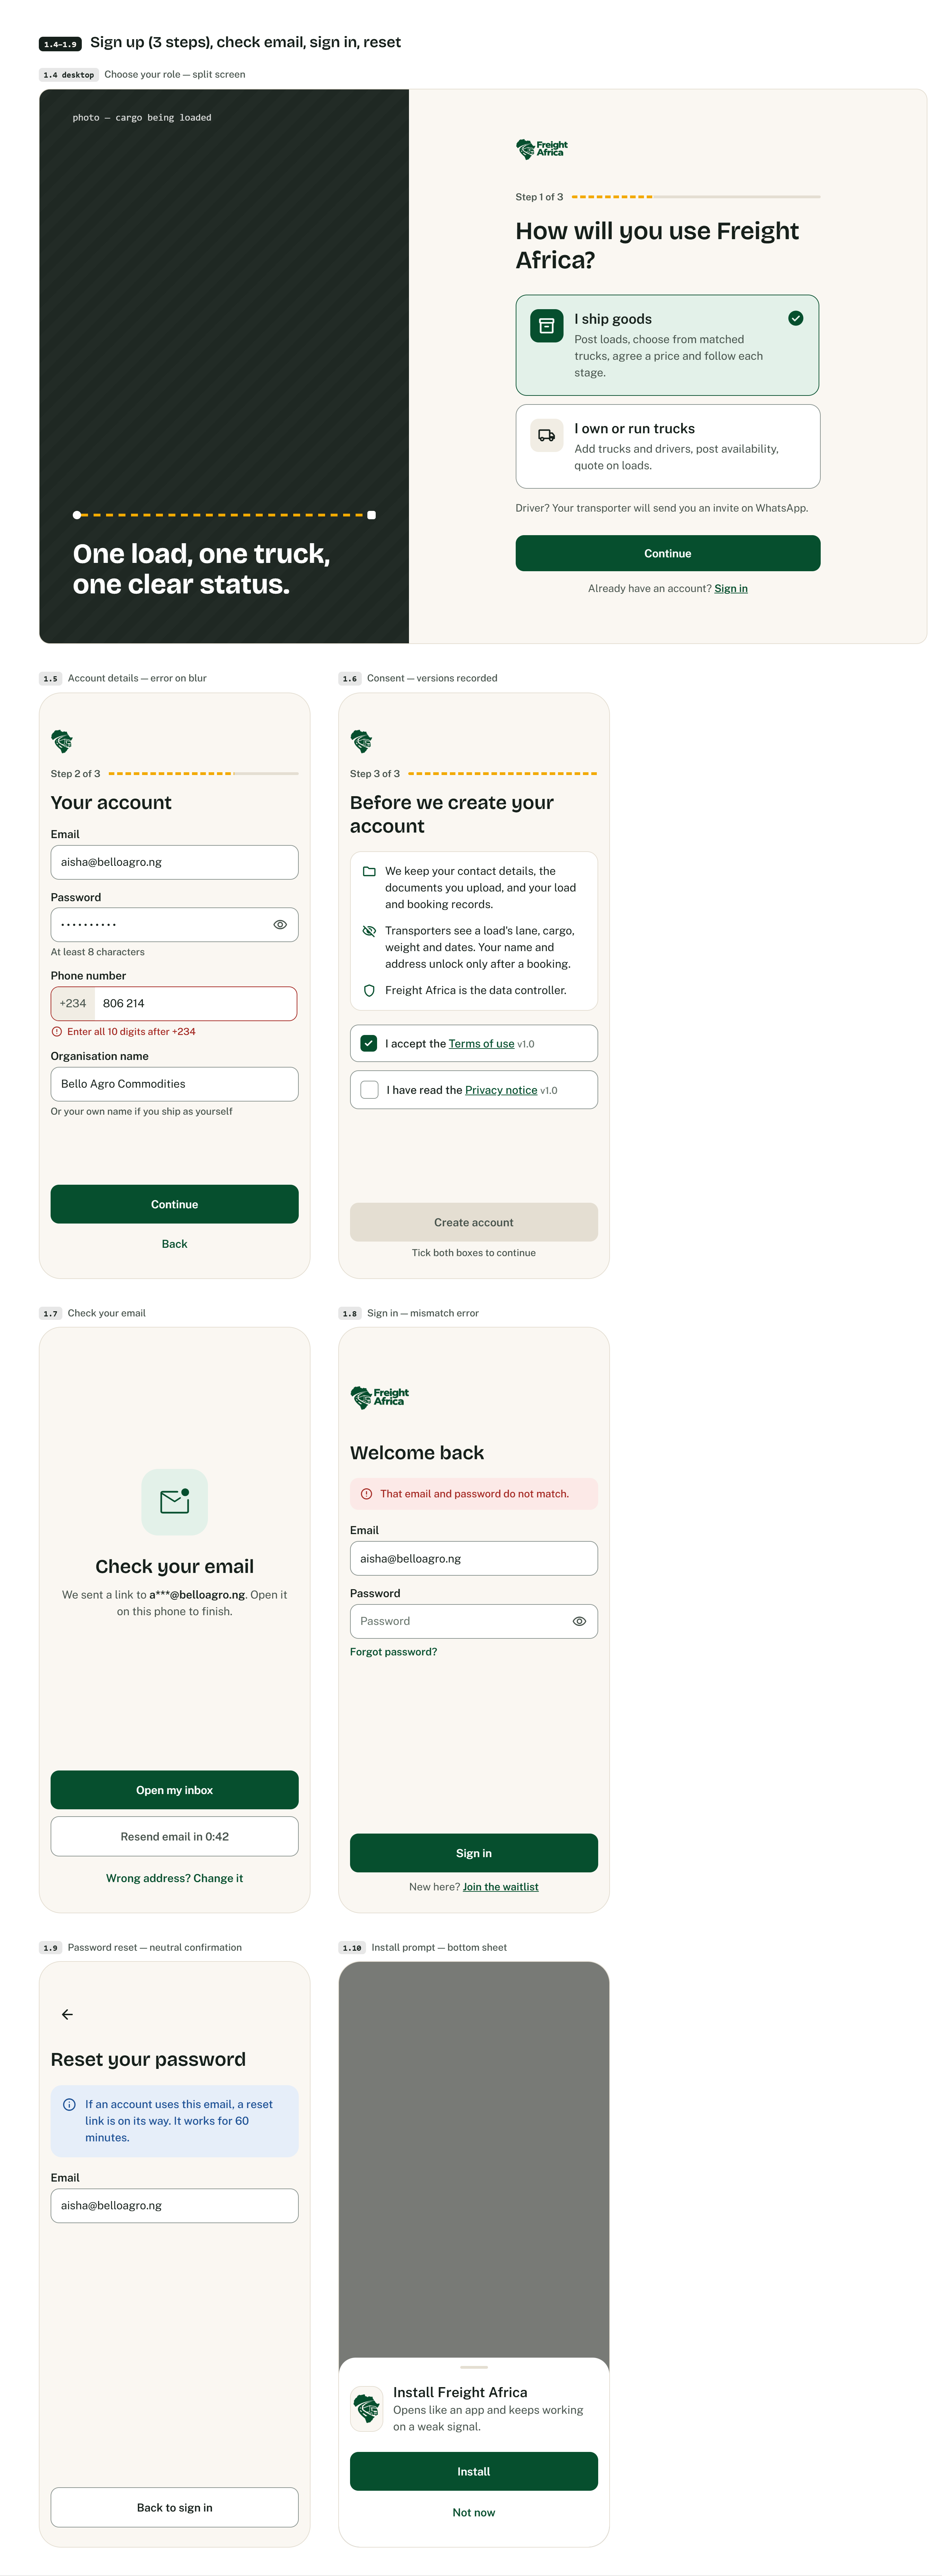 1.4–1.9 Sign up (3 steps), check email, sign in, reset
1.4 desktop Choose your role — split screen
photo — cargo being loaded
One load, one truck,
one clear status.
Freight
Africa
Step 1 of 3
How will you use Freight
Africa?
I ship goods
Post loads, choose from matched
trucks, agree a price and follow each
stage.
I own or run trucks
Add trucks and drivers, post availability,
quote on loads.
Driver? Your transporter will send you an invite on WhatsApp.
Continue
Already have an account? Sign in
1.5 Account details — error on blur
Step 2 of 3
Your account
Email
aisha@belloagro.ng
Password
••••••••••
At least 8 characters
Phone number
+234 806 214
Enter all 10 digits after +234
Organisation name
Bello Agro Commodities
Or your own name if you ship as yourself
Continue
Back
1.6 Consent — versions recorded
Step 3 of 3
Before we create your
account
We keep your contact details, the
documents you upload, and your load
and booking records.
Transporters see a load's lane, cargo,
weight and dates. Your name and
address unlock only after a booking.
Freight Africa is the data controller.
I accept the Terms of use v1.0
I have read the Privacy notice v1.0
Create account
Tick both boxes to continue
1.7 Check your email
Check your email
We sent a link to a***@belloagro.ng. Open it
on this phone to finish.
Open my inbox
Resend email in 0:42
Wrong address? Change it
1.8 Sign in — mismatch error
Freight
Africa
Welcome back
That email and password do not match.
Email
aisha@belloagro.ng
Password
Password
Forgot password?
Sign in
New here? Join the waitlist
1.9 Password reset — neutral confirmation
Reset your password
If an account uses this email, a reset
link is on its way. It works for 60
minutes.
Email
aisha@belloagro.ng
Back to sign in
1.10 Install prompt — bottom sheet
Install Freight Africa
Opens like an app and keeps working
on a weak signal.
Install
Not now